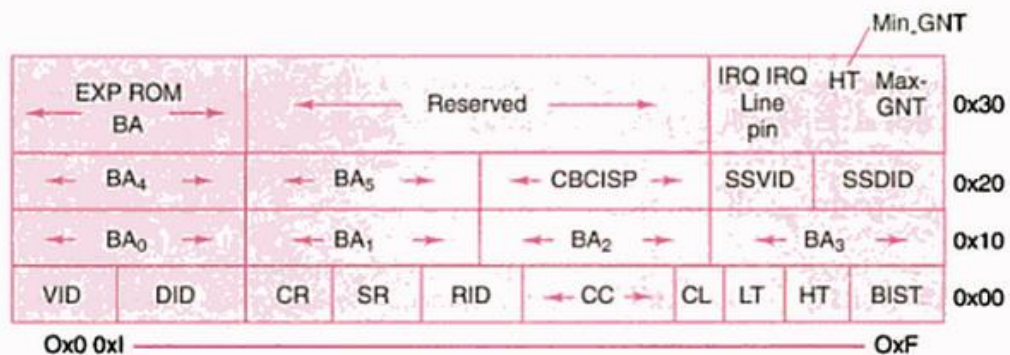 Min_GNT
EXP ROM
BA
Reserved
IRQ IRQ
Line
pin
HT Max-
GNT
0x30
BA4
BA5
CBCISP
SSVID
SSDID
0x20
BA0
BA1
BA2
BA3
0x10
VID
DID
CR
SR
RID
CC
CL
LT
HT
BIST
0x00
Ox0 0xl
OxF